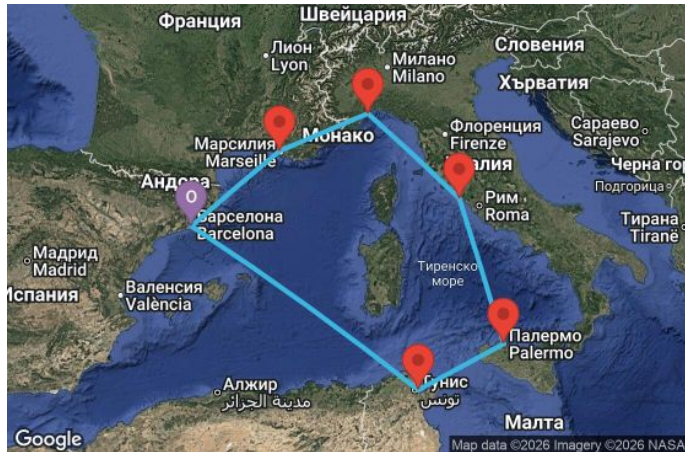 Франция
Швейцария
Лион
Lyon
Милано
Milano
Словения
Хърватия
Марсилия
Marseille
Монако
Флоренция
Firenze
Сараево
Sarajevo
Андора
Черна гор
Подгорица
O
Барселона
Barcelona
Рим
Roma
Тирана
Tiranë
Мадрид
Madrid
Испания
Валенсия
València
Тиренско
море
Палермо
Palermo
Алжир
مدينة الجزائر
Тунис
تونس
Малта
Google
Map data ©2026 Imagery ©2026 NASA